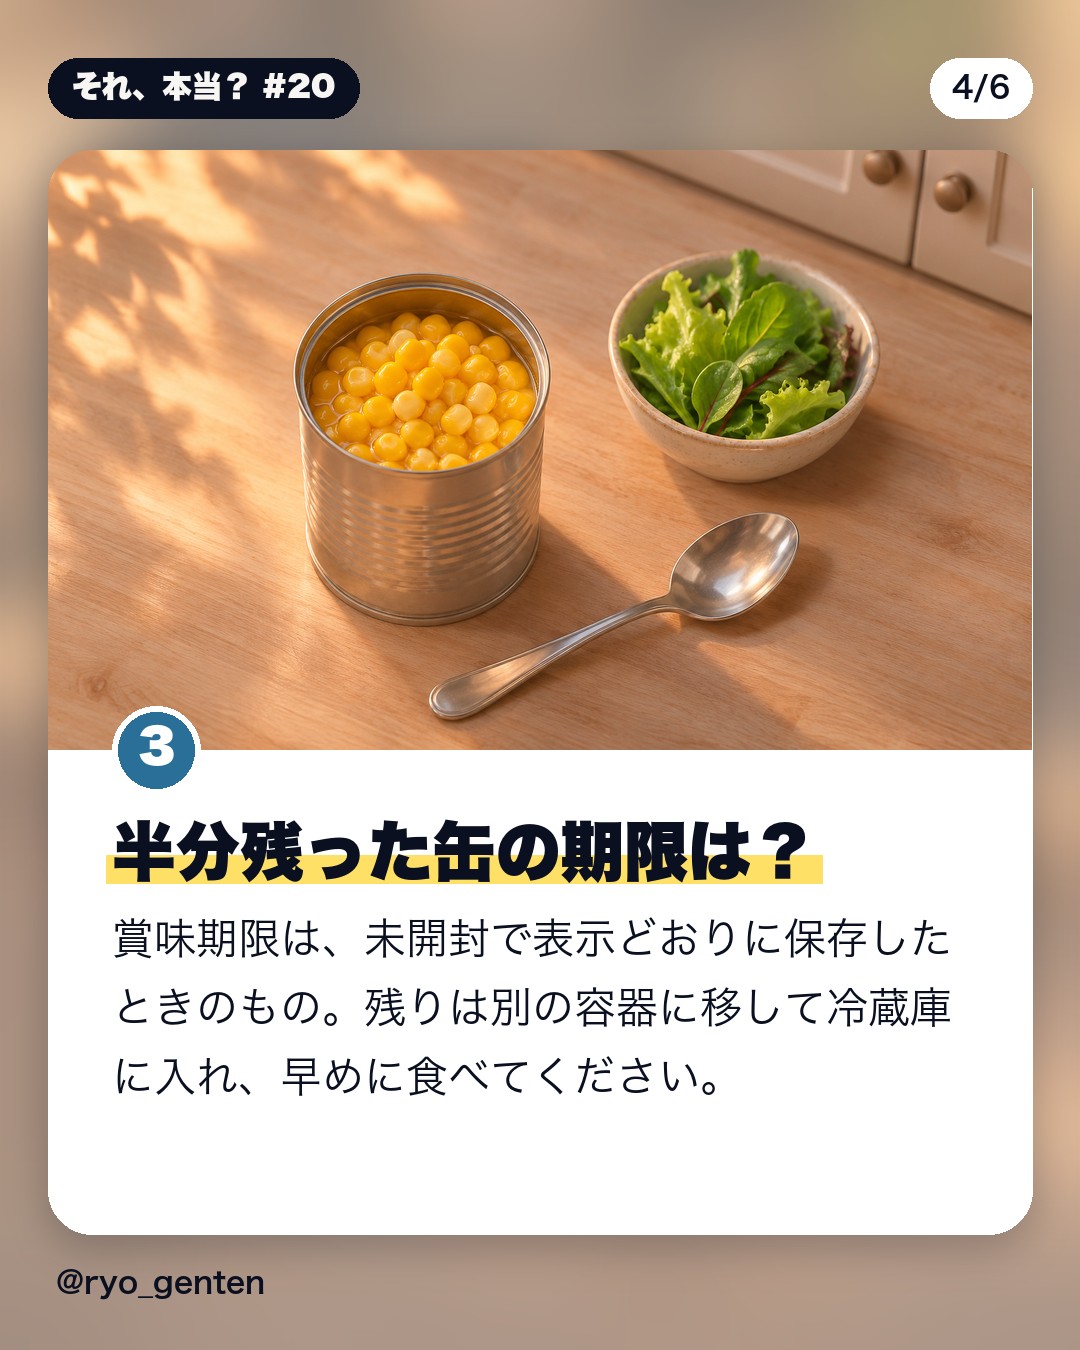 それ、本当？ #20
4/6
3
半分残った缶の期限は？
賞味期限は、未開封で表示どおりに保存した
ときのもの。残りは別の容器に移して冷蔵庫
に入れ、早めに食べてください。
@ryo_genten